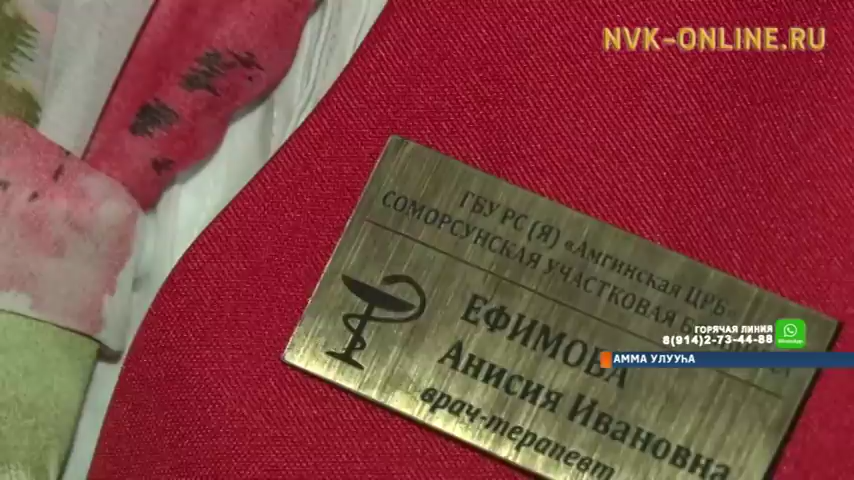 NVK-ONLINE.RU
ГБУ РС (Я) «Амгинская ЦРБ
СОМОРСУНСКАЯ УЧАСТКОВАЯ
ЕФИМОВА
Анисия Ивановна
врач-терапевт
ГОРЯЧАЯ ЛИНИЯ
8(914)2-73-44-88
WhatsApp
АММА УЛУУҺА